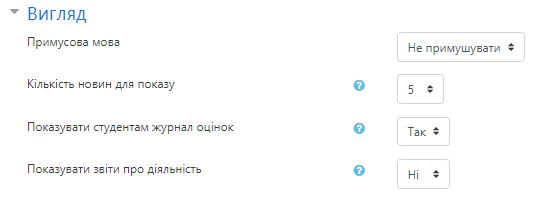 Вигляд
Примусова мова
Не примушувати
Кількість новин для показу
5
Показувати студентам журнал оцінок
Так
Показувати звіти про діяльність
Ні